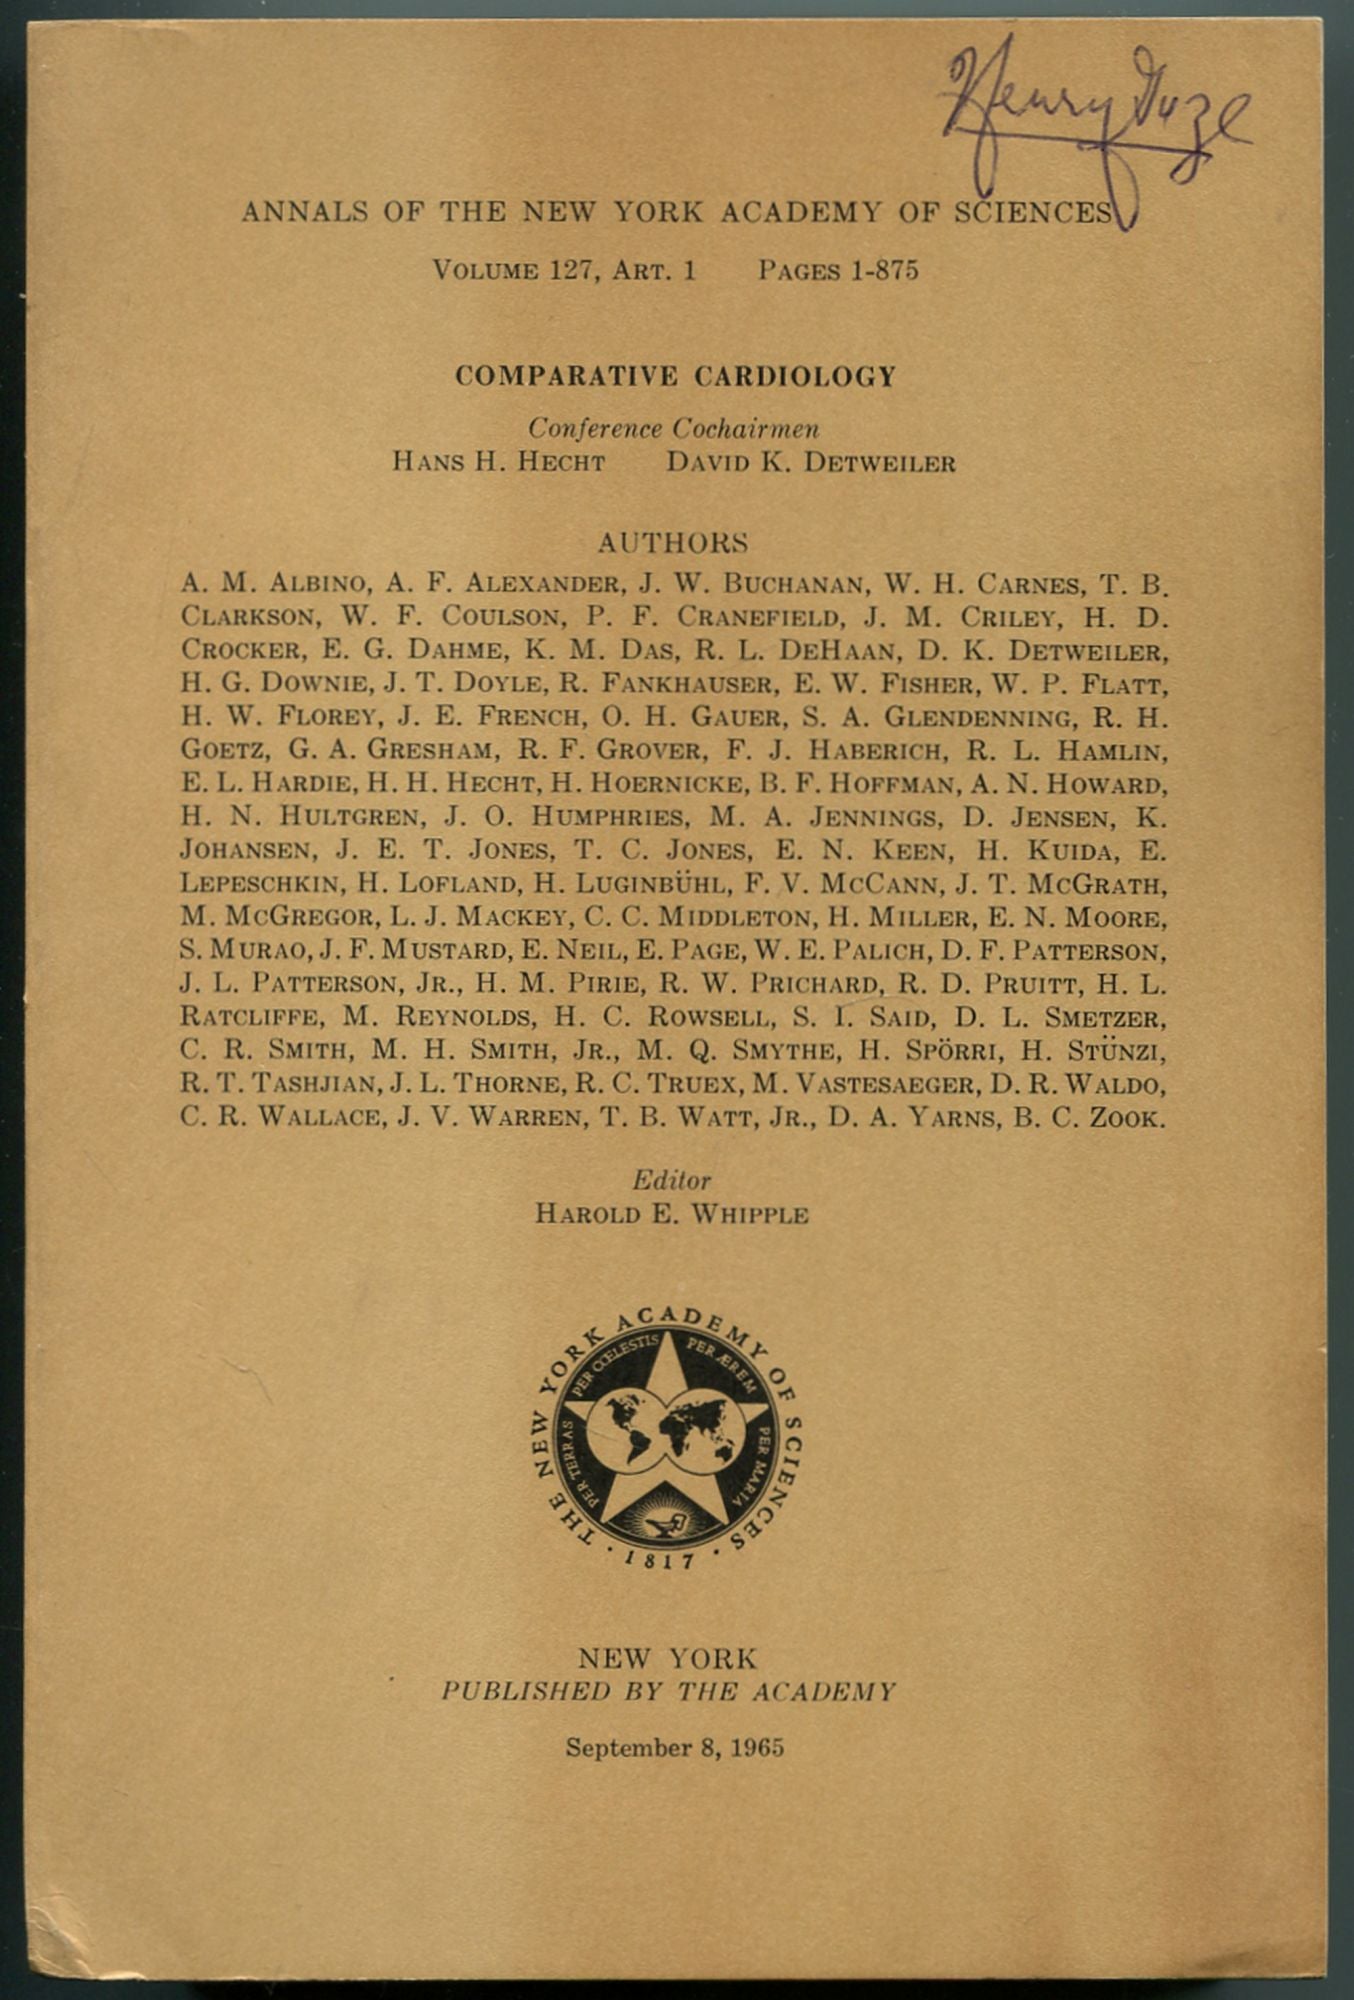 Henry
ANNALS OF THE NEW YORK ACADEMY OF SCIENCES
VOLUME 127, ART. 1 PAGES 1-875
COMPARATIVE CARDIOLOGY
Conference Cochairmen
HANS H. HECHT DAVID K. DETWEILER
AUTHORS
A. M. ALBINO, A. F. ALEXANDER, J. W. BUCHANAN, W. H. CARNES, T. B.
CLARKSON, W. F. COULSON, P. F. CRANEFIELD, J. M. CRILEY, H. D.
CROCKER, E. G. DAHME, K. M. DAS, R. L. DEHAAN, D. K. DETWEILER,
H. G. DOWNIE, J. T. DOYLE, R. FANKHAUSER, E. W. FISHER, W. P. FLATT,
H. W. FLOREY, J. E. FRENCH, O. H. GAUER, S. A. GLENDENNING, R. H.
GOETZ, G. A. GRESHAM, R. F. GROVER, F. J. HABERICH, R. L. HAMLIN,
E. L. HARDIE, H. H. HECHT, H. HOERNICKE, B. F. HOFFMAN, A. N. HOWARD,
H. N. HULTGREN, J. O. HUMPHRIES, M. A. JENNINGS, D. JENSEN, K.
JOHANSEN, J. E. T. JONES, T. C. JONES, E. N. KEEN, H. KUIDA, E.
LEPESCHKIN, H. LOFLAND, H. LUGINBÜHL, F. V. MCCANN, J. T. MCGRATH,
M. MCGREGOR, L. J. MACKEY, C. C. MIDDLETON, H. MILLER, E. N. MOORE,
S. MURAO, J. F. MUSTARD, E. NEIL, E. PAGE, W. E. PALICH, D. F. PATTERSON,
J. L. PATTERSON, JR., H. M. PIRIE, R. W. PRICHARD, R. D. PRUITT, H. L.
RATCLIFFE, M. REYNOLDS, H. C. ROWSELL, S. I. SAID, D. L. SMETZER,
C. R. SMITH, M. H. SMITH, JR., M. Q. SMYTHE, H. SPÖRRI, H. STÜNZI,
R. T. TASHJIAN, J. L. THORNE, R. C. TRUEX, M. VASTESAEGER, D. R. WALDO,
C. R. WALLACE, J. V. WARREN, T. B. WATT, JR., D. A. YARNS, B. C. ZOOK.
Editor
HAROLD E. WHIPPLE
THE NEW YORK ACADEMY OF SCIENCES
PER TERRAS PER CŒLESTIS PER ÆREM PER MARIA
· 1817 ·
NEW YORK
PUBLISHED BY THE ACADEMY
September 8, 1965